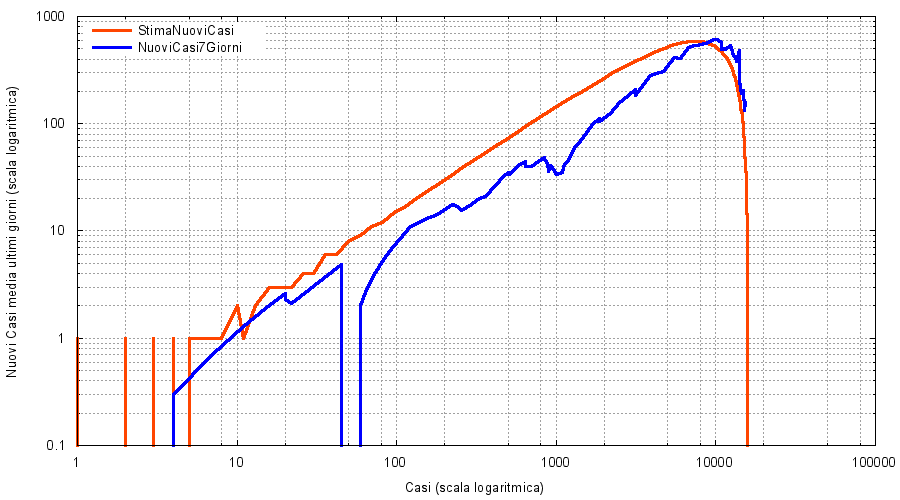 StimaNuoviCasi
NuoviCasi7Giorni
Nuovi Casi media ultimi giorni (scala logaritmica)
1000
100
10
1
0.1
1 10 100 1000 10000 100000
Casi (scala logaritmica)